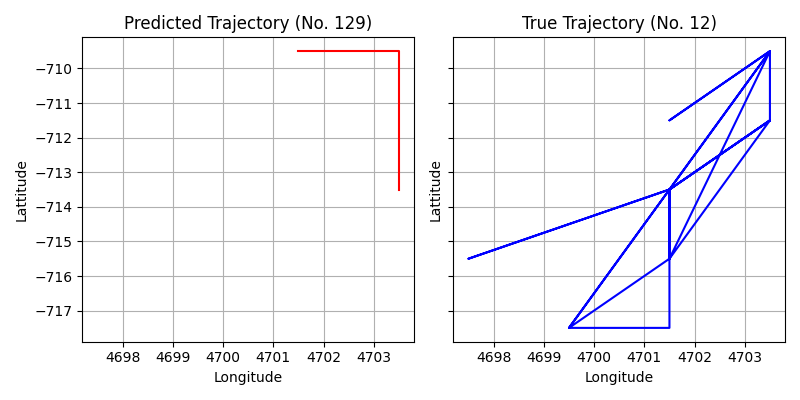 Predicted Trajectory (No. 129)
True Trajectory (No. 12)
Lattitude
−710
−711
−712
−713
−714
−715
−716
−717
4698 4699 4700 4701 4702 4703
Longitude
Lattitude
4698 4699 4700 4701 4702 4703
Longitude